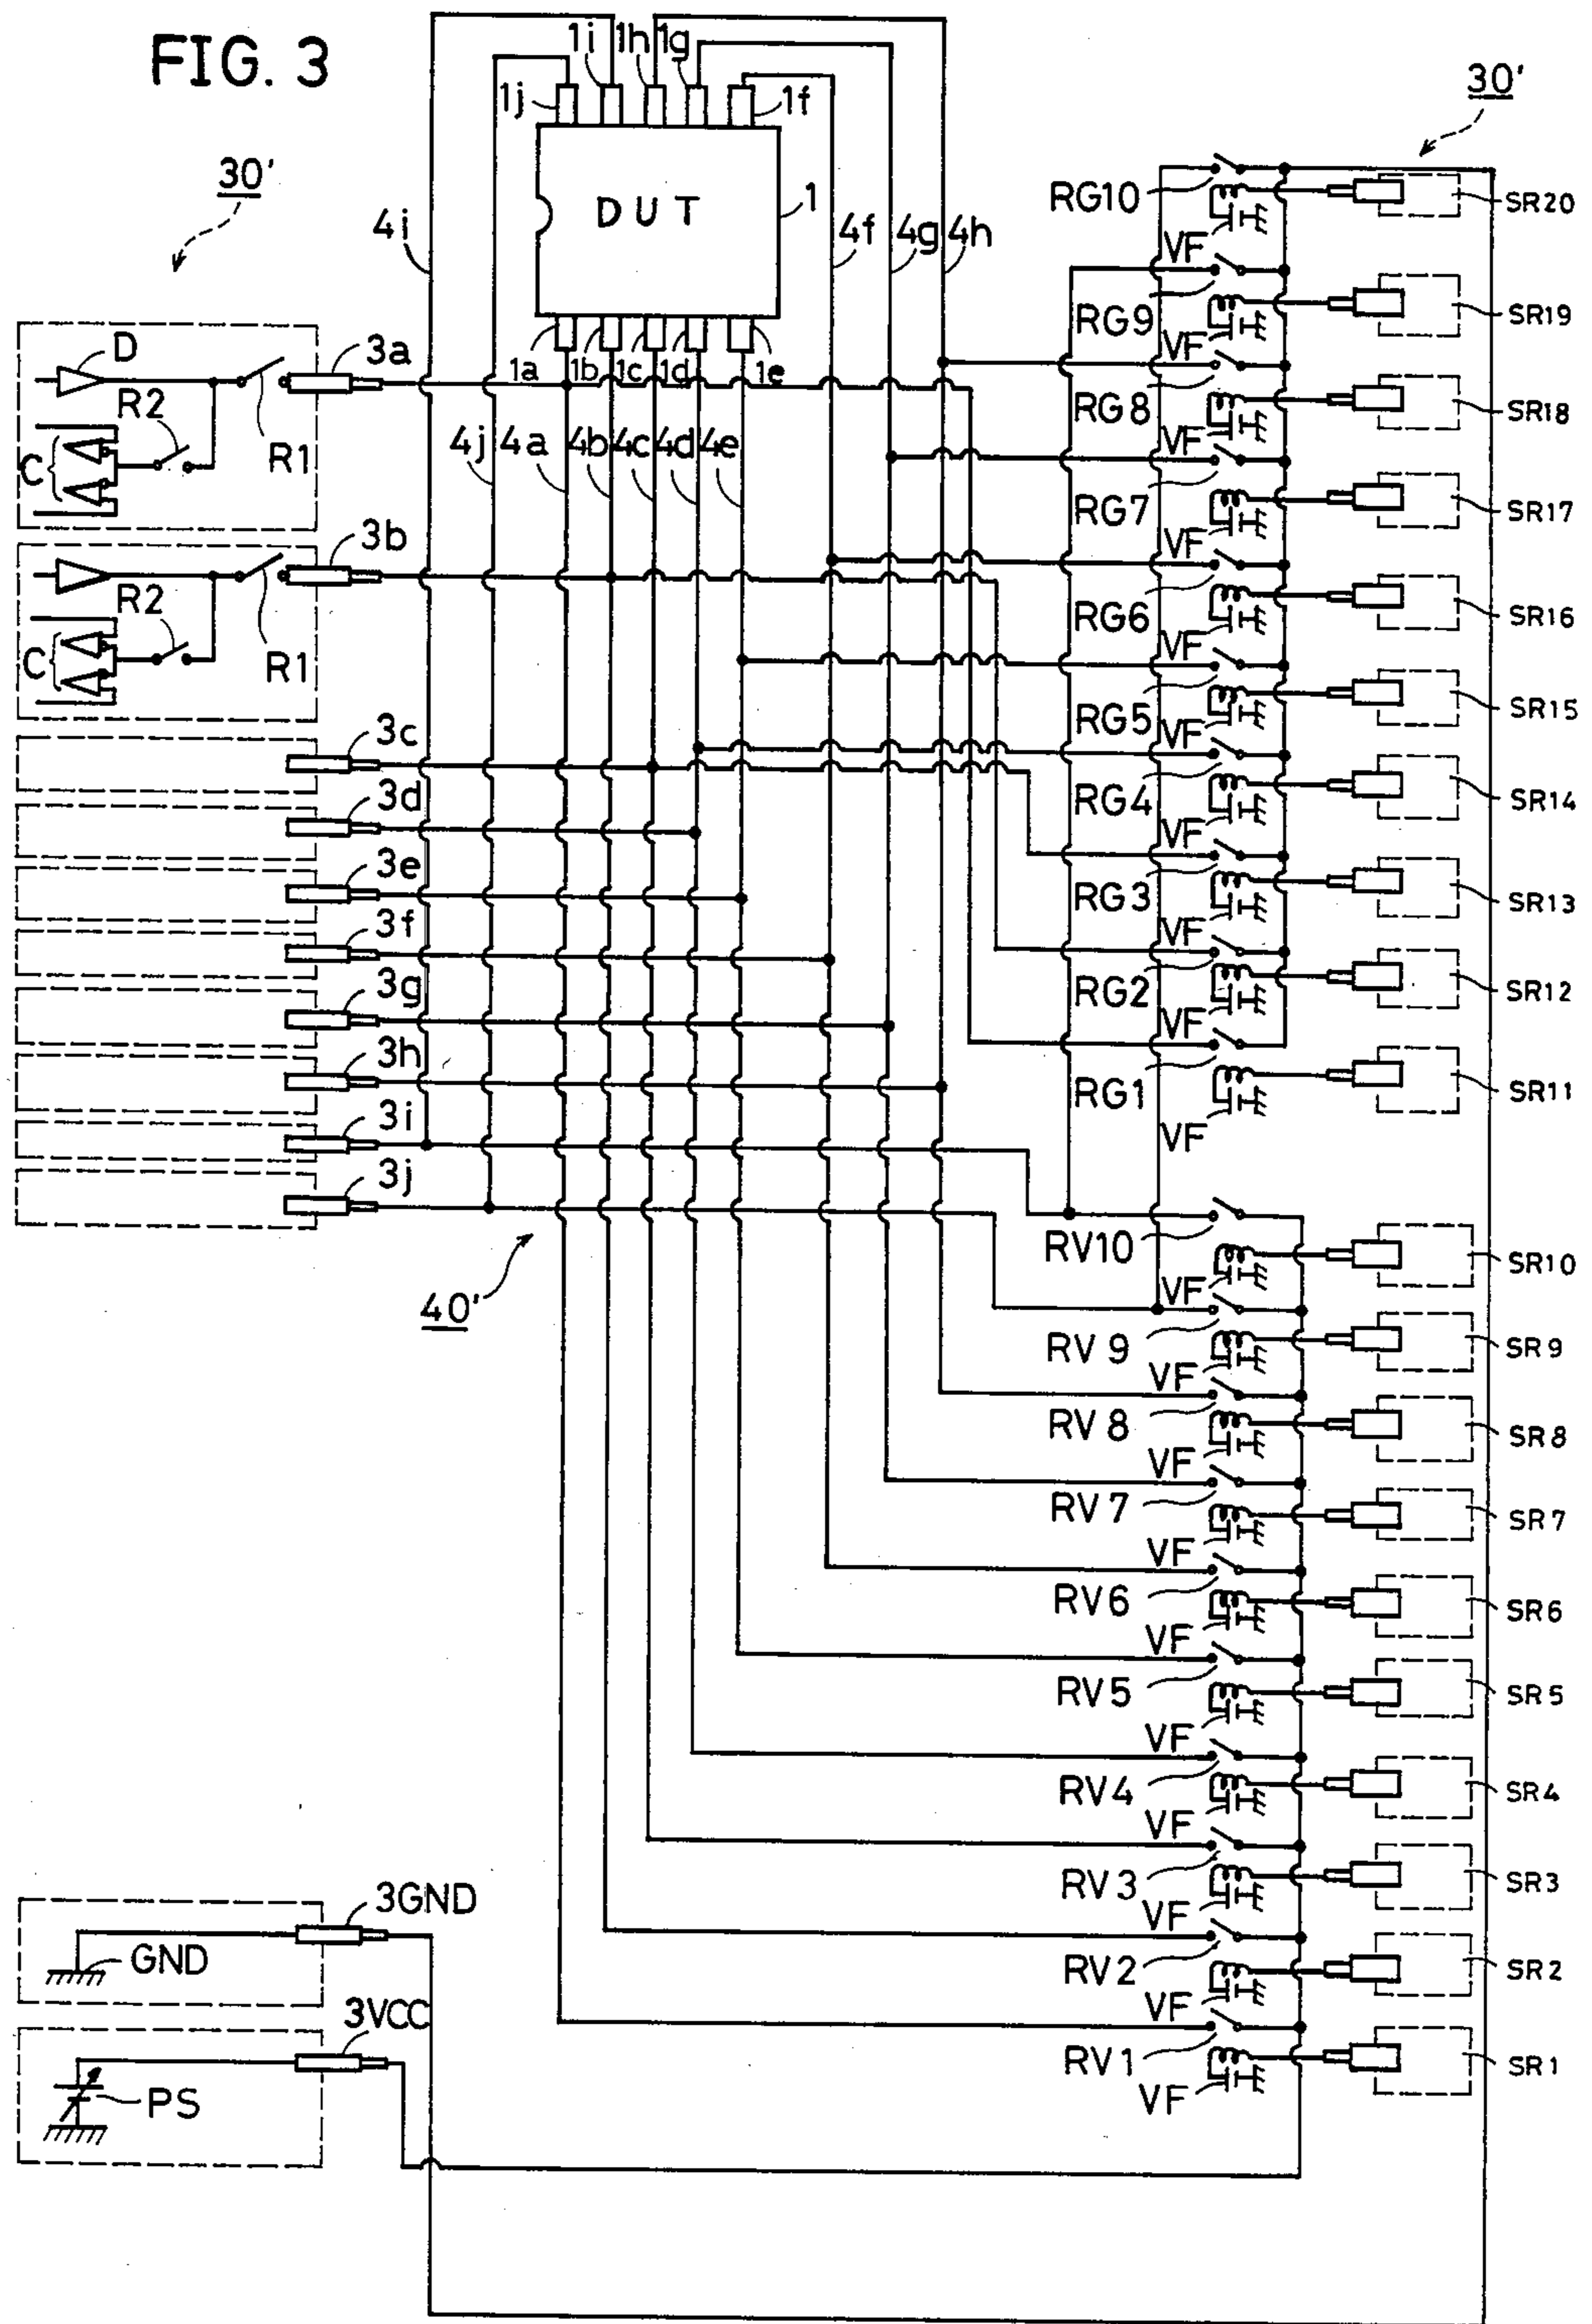 FIG. 3
30'
30'
1i 1h 1g
1j
1f
DUT
1
4i
4f 4g 4h
1a 1b 1c 1d 1e
4j 4a 4b 4c 4d 4e
D
R2
C
R1
3a
R2
C
R1
3b
3c
3d
3e
3f
3g
3h
3i
3j
40'
RG10
VF
SR20
RG9
VF
SR19
RG8
VF
SR18
RG7
VF
SR17
RG6
VF
SR16
RG5
VF
SR15
RG4
VF
SR14
RG3
VF
SR13
RG2
VF
SR12
RG1
VF
SR11
RV10
VF
SR10
RV9
VF
SR9
RV8
VF
SR8
RV7
VF
SR7
RV6
VF
SR6
RV5
VF
SR5
RV4
VF
SR4
RV3
VF
SR3
RV2
VF
SR2
RV1
VF
SR1
3GND
GND
3VCC
PS